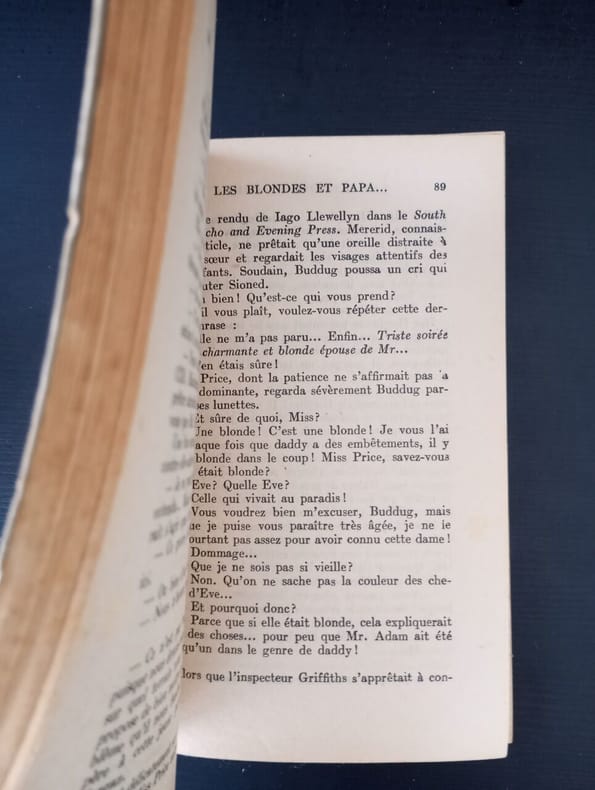 LES BLONDES ET PAPA... 89
rendu de Iago Llewellyn dans le South
cho and Evening Press. Mererid, connais-
ticle, ne prêtait qu'une oreille distraite à
sœur et regardait les visages attentifs des
fants. Soudain, Buddug poussa un cri qui
uter Sioned.
bien! Qu'est-ce qui vous prend?
il vous plaît, voulez-vous répéter cette der-
hrase :
lle ne m'a pas paru... Enfin... Triste soirée
charmante et blonde épouse de Mr...
'en étais sûre!
Price, dont la patience ne s'affirmait pas la
dominante, regarda sévèrement Buddug par-
ses lunettes.
Et sûre de quoi, Miss?
Une blonde! C'est une blonde! Je vous l'ai
aque fois que daddy a des embêtements, il y
blonde dans le coup! Miss Price, savez-vous
était blonde?
Eve? Quelle Eve?
Celle qui vivait au paradis!
Vous voudrez bien m'excuser, Buddug, mais
ue je puise vous paraître très âgée, je ne le
ourtant pas assez pour avoir connu cette dame!
Dommage...
Que je ne sois pas si vieille?
Non. Qu'on ne sache pas la couleur des che-
d'Eve...
Et pourquoi donc?
Parce que si elle était blonde, cela expliquerait
des choses... pour peu que Mr. Adam ait été
qu'un dans le genre de daddy!
lors que l'inspecteur Griffiths s'apprêtait à con-